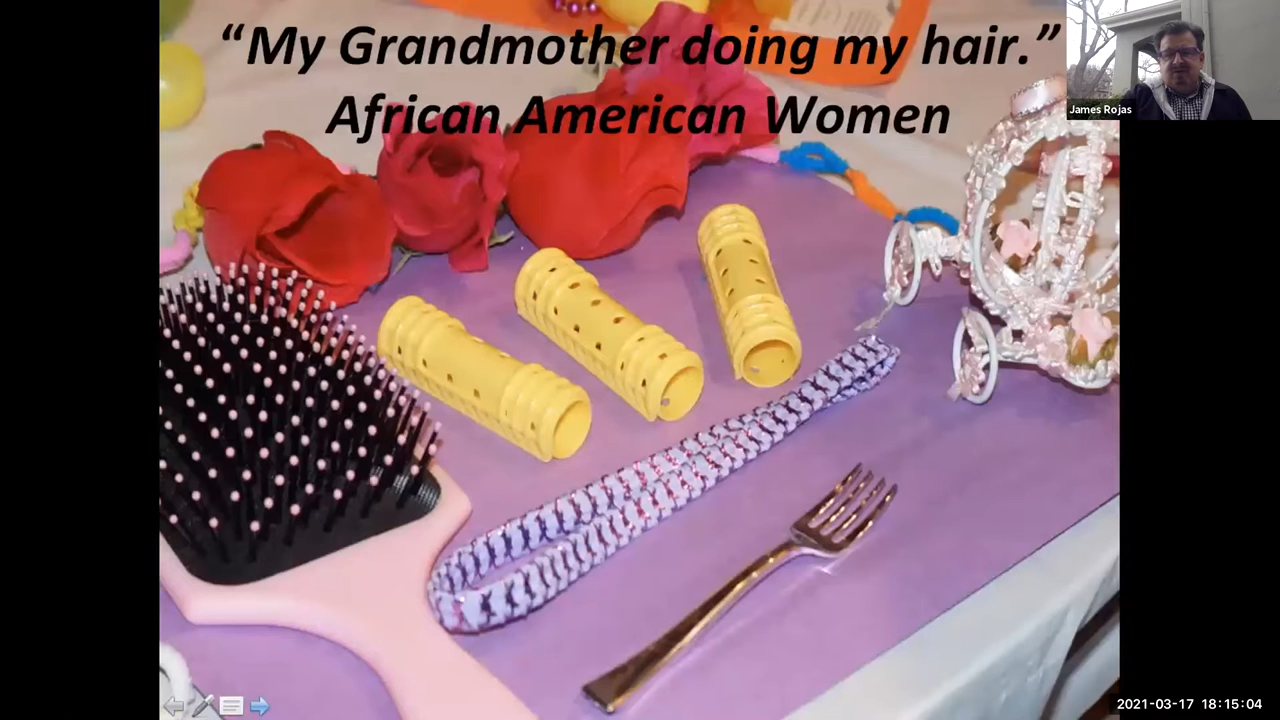 “My Grandmother doing my hair.”
African American Women
James Rojas
2021-03-17 18:15:04